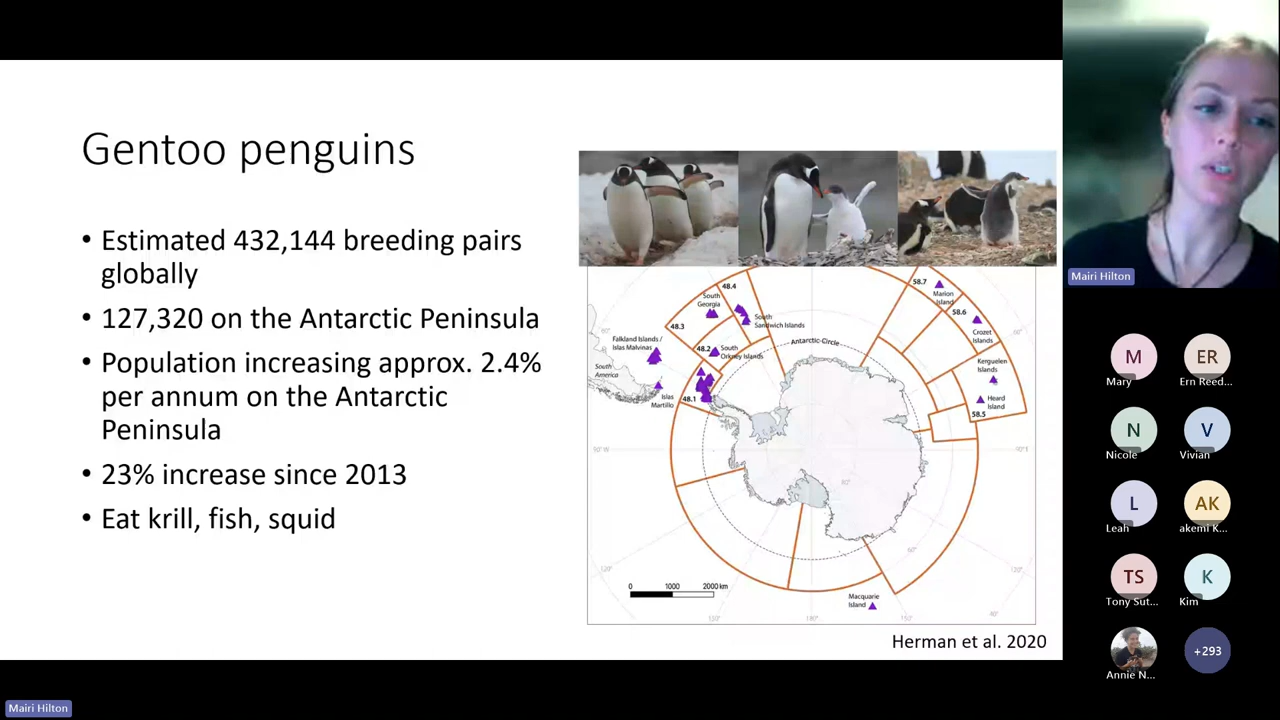 Gentoo penguins
• Estimated 432,144 breeding pairs
globally
• 127,320 on the Antarctic Peninsula
• Population increasing approx. 2.4%
per annum on the Antarctic
Peninsula
• 23% increase since 2013
• Eat krill, fish, squid
48.4
South
Georgia
South
Sandwich Islands
48.3
Falkland Islands /
Islas Malvinas
48.2
South
Orkney Islands
South
America
Islas
Martillo
48.1
58.7
Marion
Island
58.6
Crozet
Islands
Kerguelen
Islands
Heard
Island
58.5
Antarctic-Circle
0 1000 2000 km
Macquarie
Island
Herman et al. 2020
Mairi Hilton
M
Mary
ER
Ern Reed...
N
Nicole
V
Vivian
L
Leah
AK
akemi K...
TS
Tony Sut...
K
Kim
Annie N...
+293
Mairi Hilton